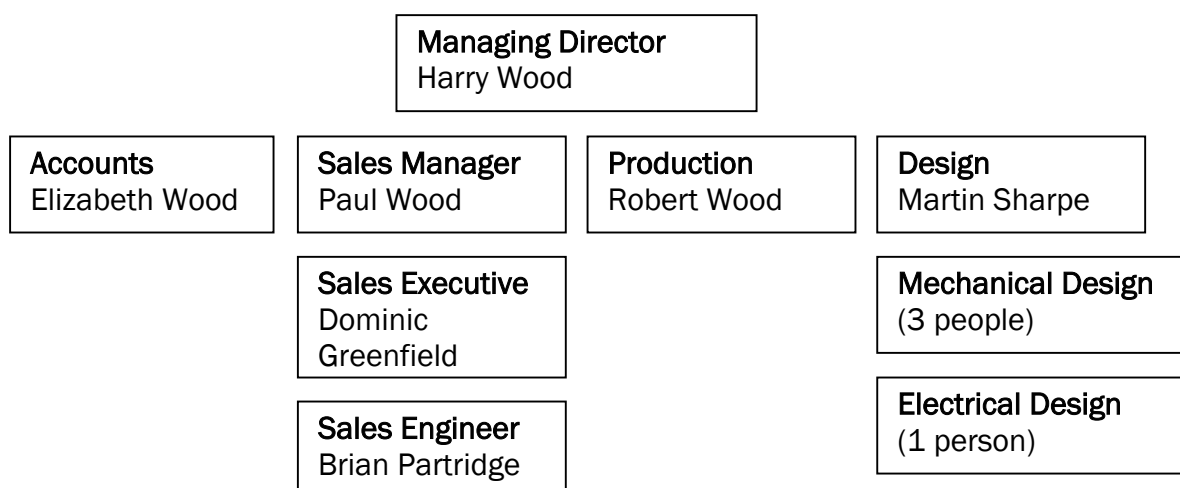 Managing Director
Harry Wood
Accounts
Elizabeth Wood
Sales Manager
Paul Wood
Production
Robert Wood
Design
Martin Sharpe
Sales Executive
Dominic
Greenfield
Mechanical Design
(3 people)
Sales Engineer
Brian Partridge
Electrical Design
(1 person)